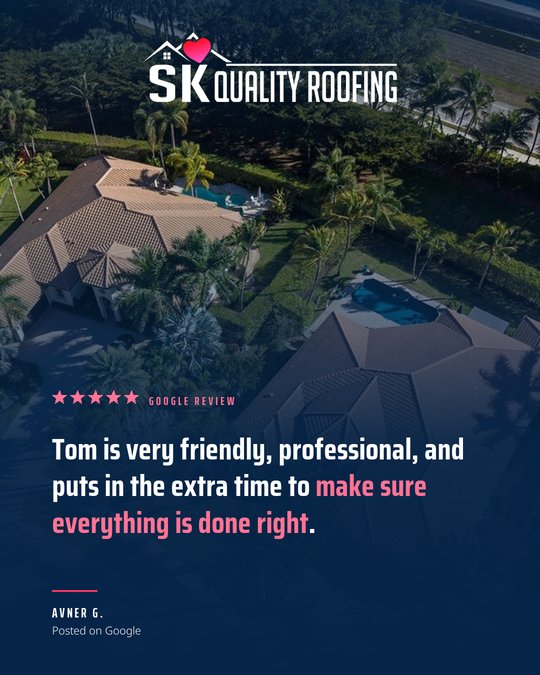 SK QUALITY ROOFING
GOOGLE REVIEW
Tom is very friendly, professional, and
puts in the extra time to make sure
everything is done right.
AVNER G.
Posted on Google